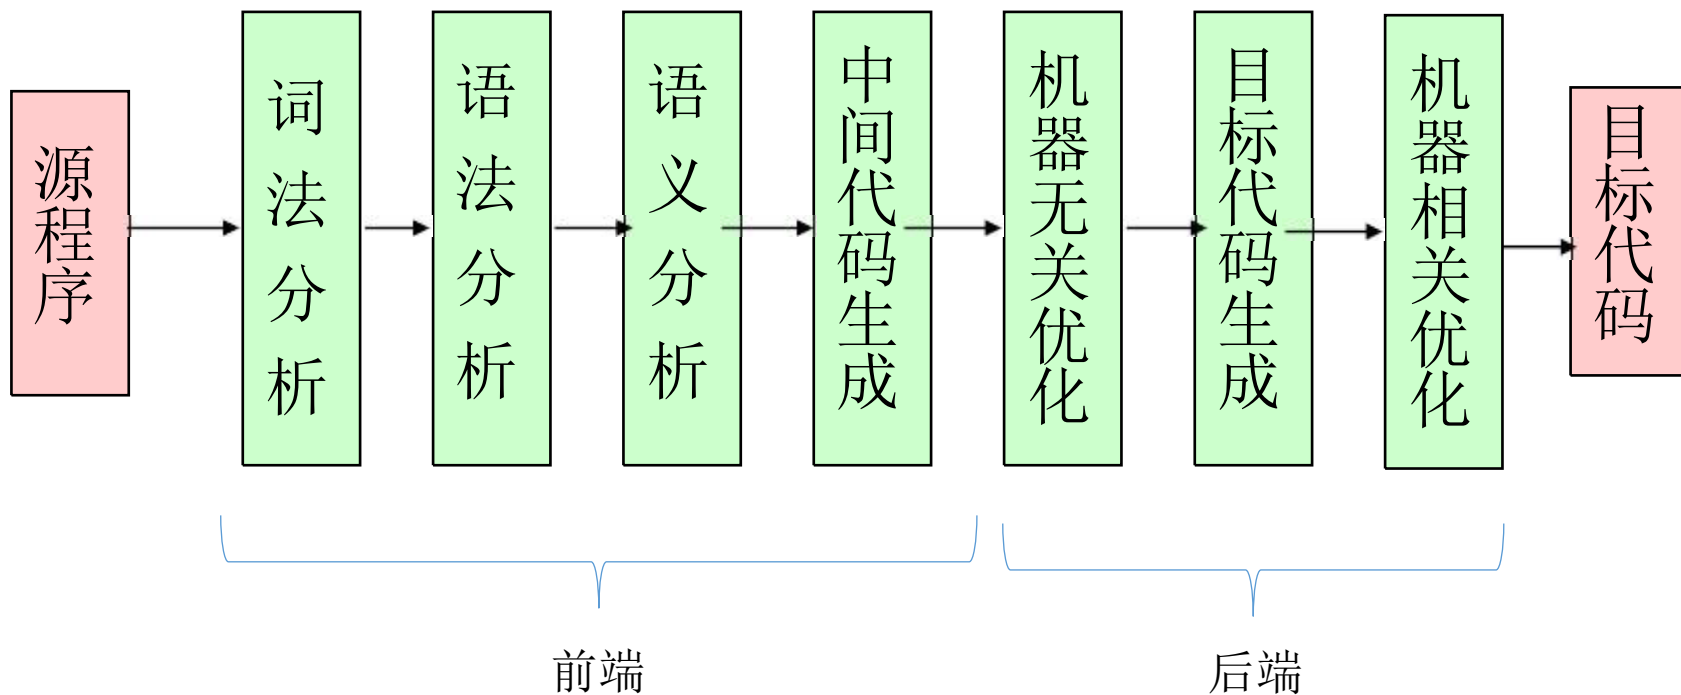 源程序
词法分析
语法分析
语义分析
中间代码生成
机器无关优化
目标代码生成
机器相关优化
目标代码
前端
后端